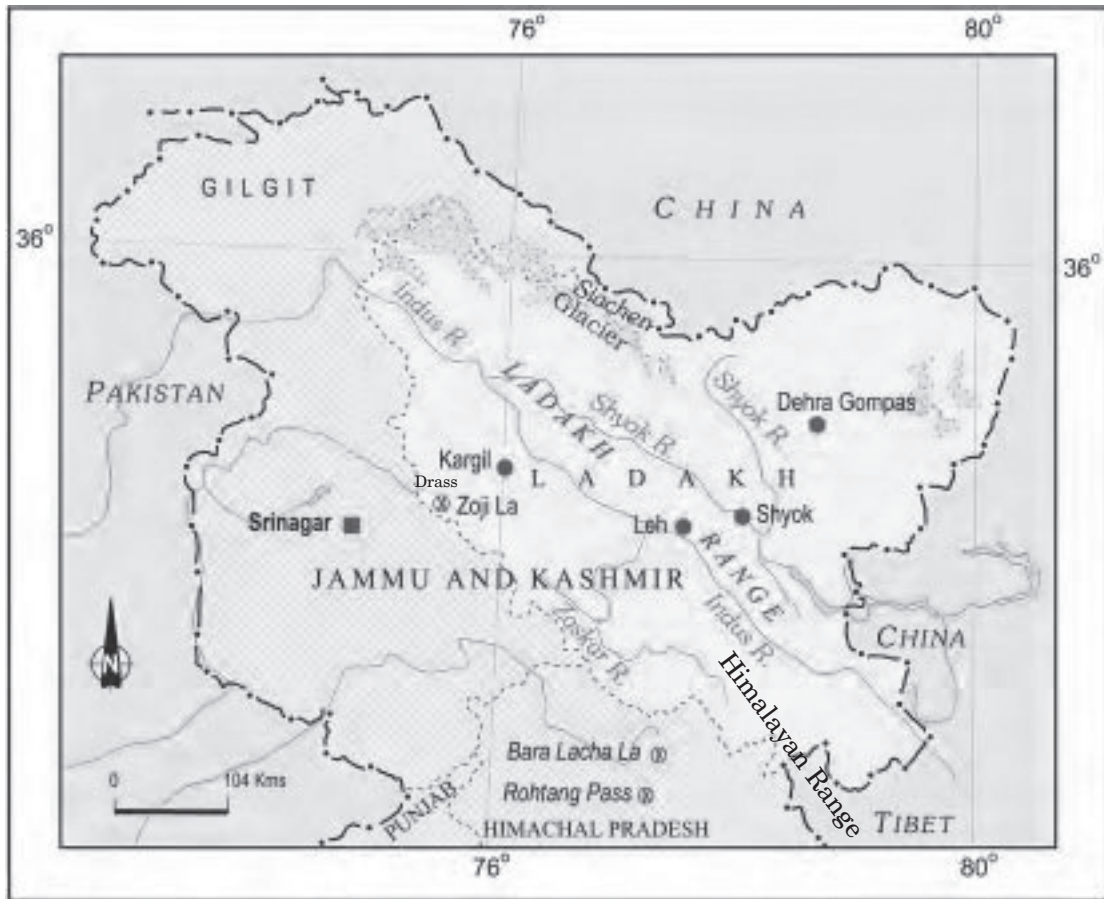 76° 80°
GILGIT
CHINA
36° 36°
Indus R.
Siachen
Glacier
PAKISTAN
LADAKH
Shyok R.
Shyok R.
Dehra Gompas
Kargil
LADAKH
Drass
Zoji La
Srinagar
Leh
Shyok
RANGE
JAMMU AND KASHMIR
Zaskar R.
Indus R.
CHINA
N
Himalayan Range
Bara Lacha La
0 104 Kms
Rohtang Pass
PUNJAB
HIMACHAL PRADESH
TIBET
76° 80°